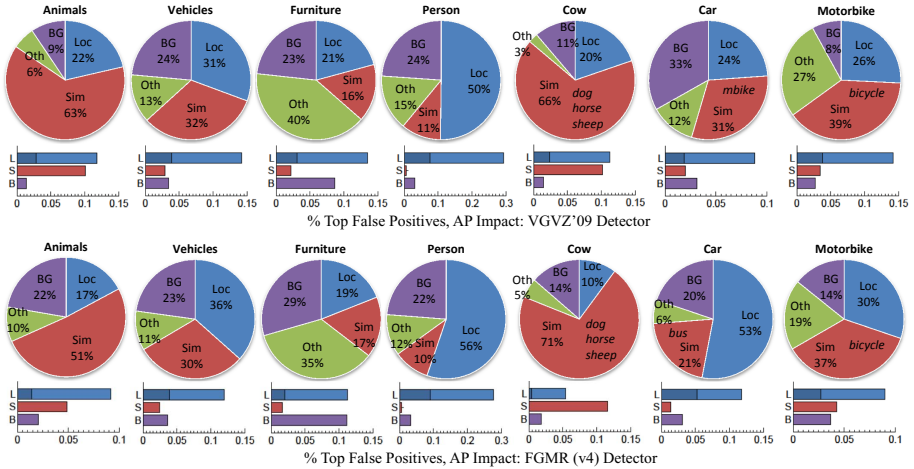 Animals Vehicles Furniture Person Cow Car Motorbike
BG 9% Loc 22% Oth 6% Sim 63%
BG 24% Loc 31% Oth 13% Sim 32%
BG 23% Loc 21% Sim 16% Oth 40%
BG 24% Loc 50% Oth 15% Sim 11%
BG 11% Loc 20% Oth 3% Sim 66% dog horse sheep
BG 33% Loc 24% mbike Oth 12% Sim 31%
BG 8% Loc 26% Oth 27% bicycle Sim 39%
L S B 0 0.05 0.1 0.15
L S B 0 0.05 0.1 0.15
L S B 0 0.05 0.1 0.15
L S B 0 0.1 0.2 0.3
L S B 0 0.05 0.1 0.15
L S B 0 0.05 0.1
L S B 0 0.05 0.1 0.15
% Top False Positives, AP Impact: VGVZ’09 Detector
Animals Vehicles Furniture Person Cow Car Motorbike
BG 22% Loc 17% Oth 10% Sim 51%
BG 23% Loc 36% Oth 11% Sim 30%
BG 29% Loc 19% Sim 17% Oth 35%
BG 22% Loc 56% Oth 12% Sim 10%
BG 14% Loc 10% Oth 5% Sim 71% dog horse sheep
BG 20% Loc 53% Oth 6% bus Sim 21%
BG 14% Loc 30% Oth 19% Sim 37% bicycle
L S B 0 0.05 0.1
L S B 0 0.05 0.1 0.15
L S B 0 0.05 0.1 0.15
L S B 0 0.1 0.2 0.3
L S B 0 0.05 0.1 0.15
L S B 0 0.05 0.1 0.15
L S B 0 0.05 0.1
% Top False Positives, AP Impact: FGMR (v4) Detector